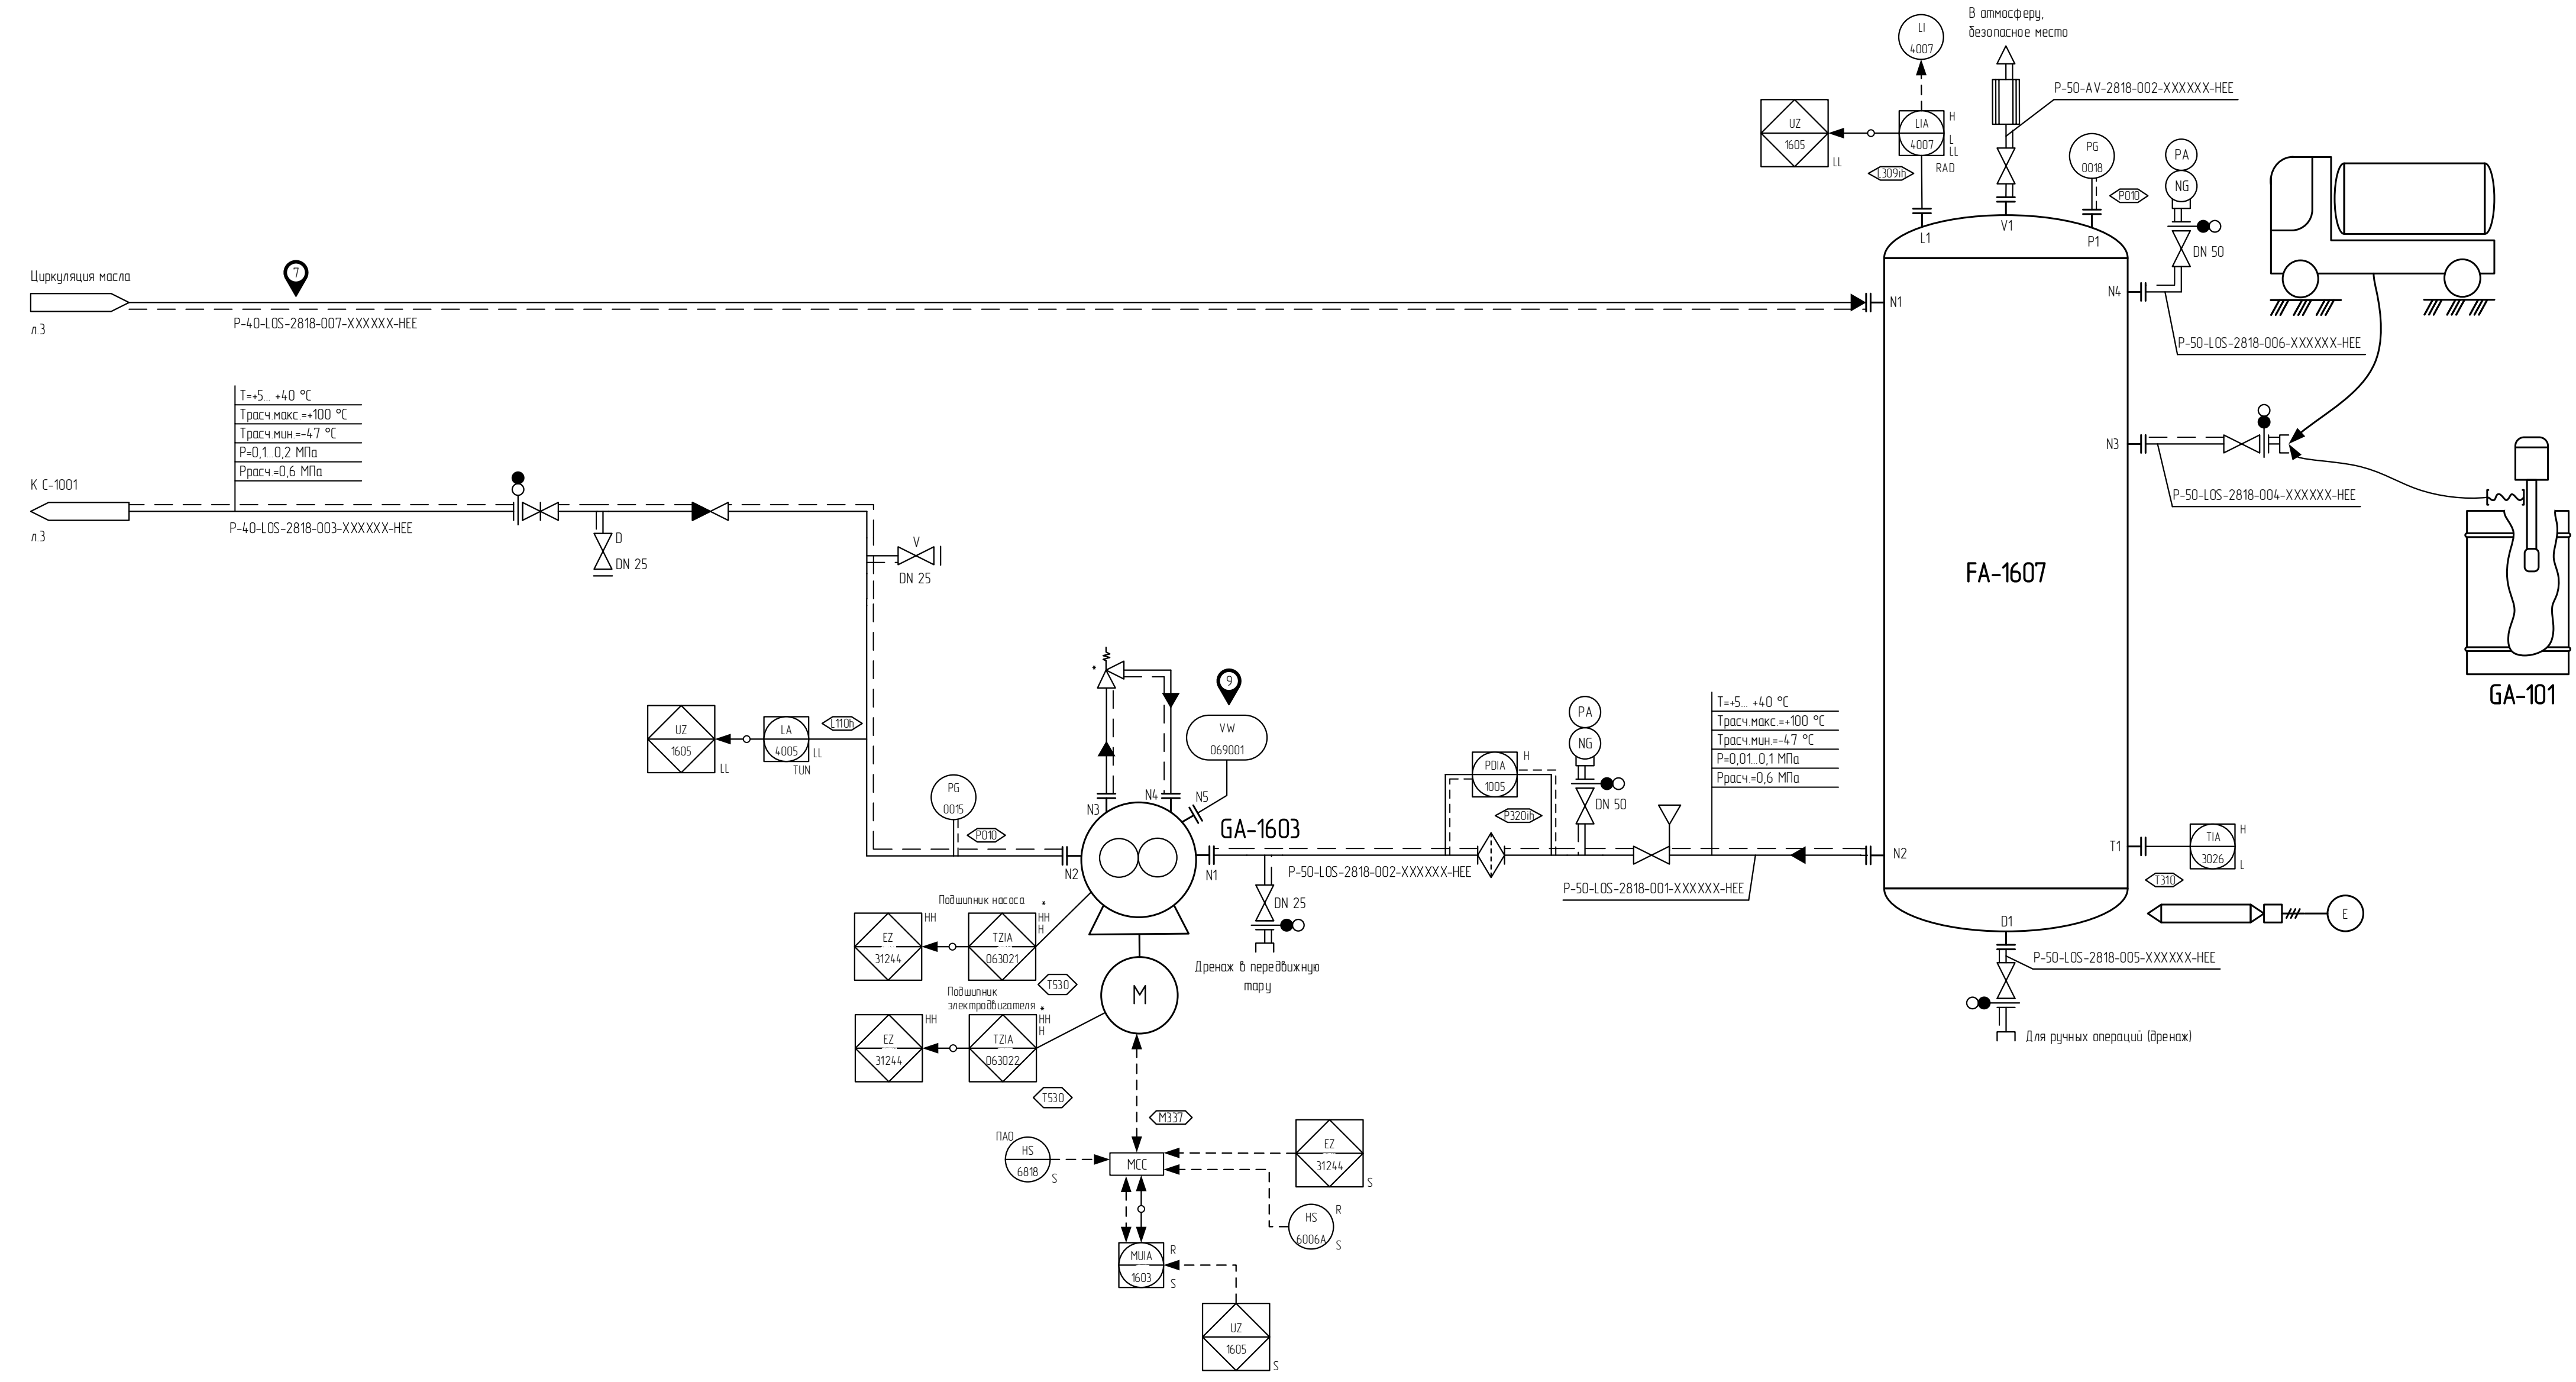 В атмосферу,
безопасное место
LI
4007
P-50-AV-2818-002-XXXXXX-HEE
UZ
1605
LL
LIA
4007
H
L
LL
RAD
L309ih
PG
0018
P010
PA
NG
DN 50
L1
V1
P1
N4
P-50-LOS-2818-006-XXXXXX-HEE
Циркуляция масла
л.3
7
P-40-LOS-2818-007-XXXXXX-HEE
N1
T=+5... +40 °C
Tрасч.макс.=+100 °C
Tрасч.мин.=-47 °C
P=0,1...0,2 МПа
Pрасч.=0,6 МПа
К С-1001
л.3
P-40-LOS-2818-003-XXXXXX-HEE
D
DN 25
V
DN 25
N3
P-50-LOS-2818-004-XXXXXX-HEE
FA-1607
GA-101
UZ
1605
LL
LA
4005
LL
TUN
L110h
PG
0015
P010
*
N3
N4
N5
9
VW
069001
GA-1603
N2
N1
PDIA
1005
H
P320ih
PA
NG
DN 50
T=+5... +40 °C
Tрасч.макс.=+100 °C
Tрасч.мин.=-47 °C
P=0,01...0,1 МПа
Pрасч.=0,6 МПа
P-50-LOS-2818-002-XXXXXX-HEE
P-50-LOS-2818-001-XXXXXX-HEE
N2
T1
TIA
3026
H
L
T310
E
DN 25
Дренаж в передвижную
тару
D1
P-50-LOS-2818-005-XXXXXX-HEE
Для ручных операций (дренаж)
Подшипник насоса
*
EZ
31244
HH
TZIA
063021
HH
H
T530
Подшипник
электродвигателя
*
EZ
31244
HH
TZIA
063022
HH
H
T530
M
M337
ПАО
HS
6818
S
MCC
EZ
31244
S
HS
6006A
R
S
MUIA
1603
R
S
UZ
1605
S